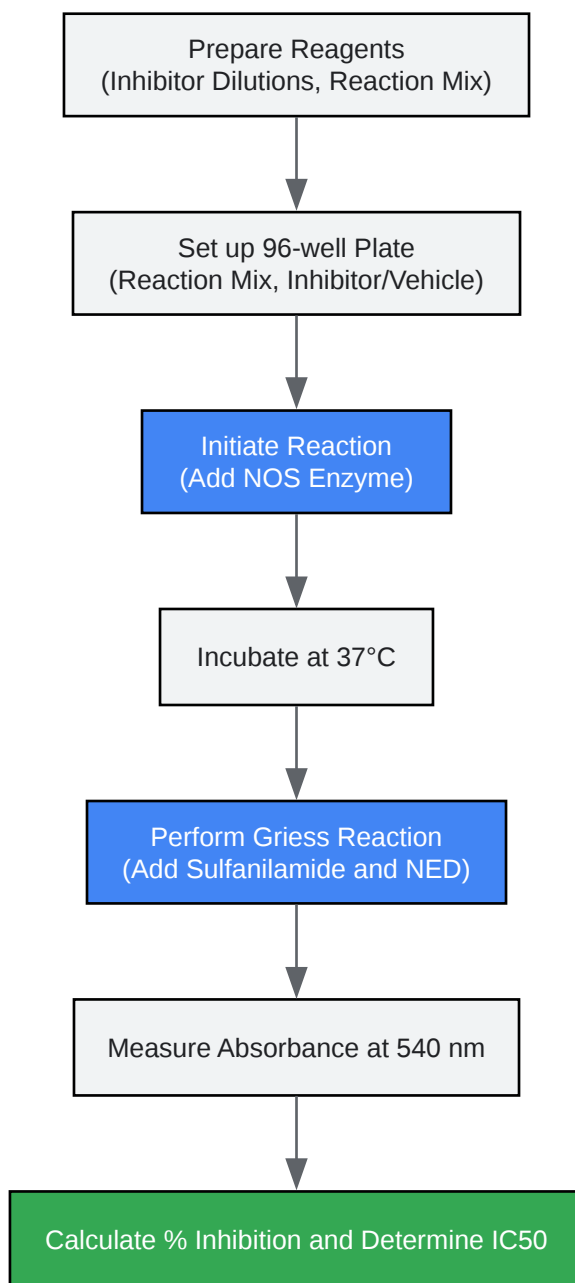 Prepare Reagents
(Inhibitor Dilutions, Reaction Mix)
Set up 96-well Plate
(Reaction Mix, Inhibitor/Vehicle)
Initiate Reaction
(Add NOS Enzyme)
Incubate at 37°C
Perform Griess Reaction
(Add Sulfanilamide and NED)
Measure Absorbance at 540 nm
Calculate % Inhibition and Determine IC50